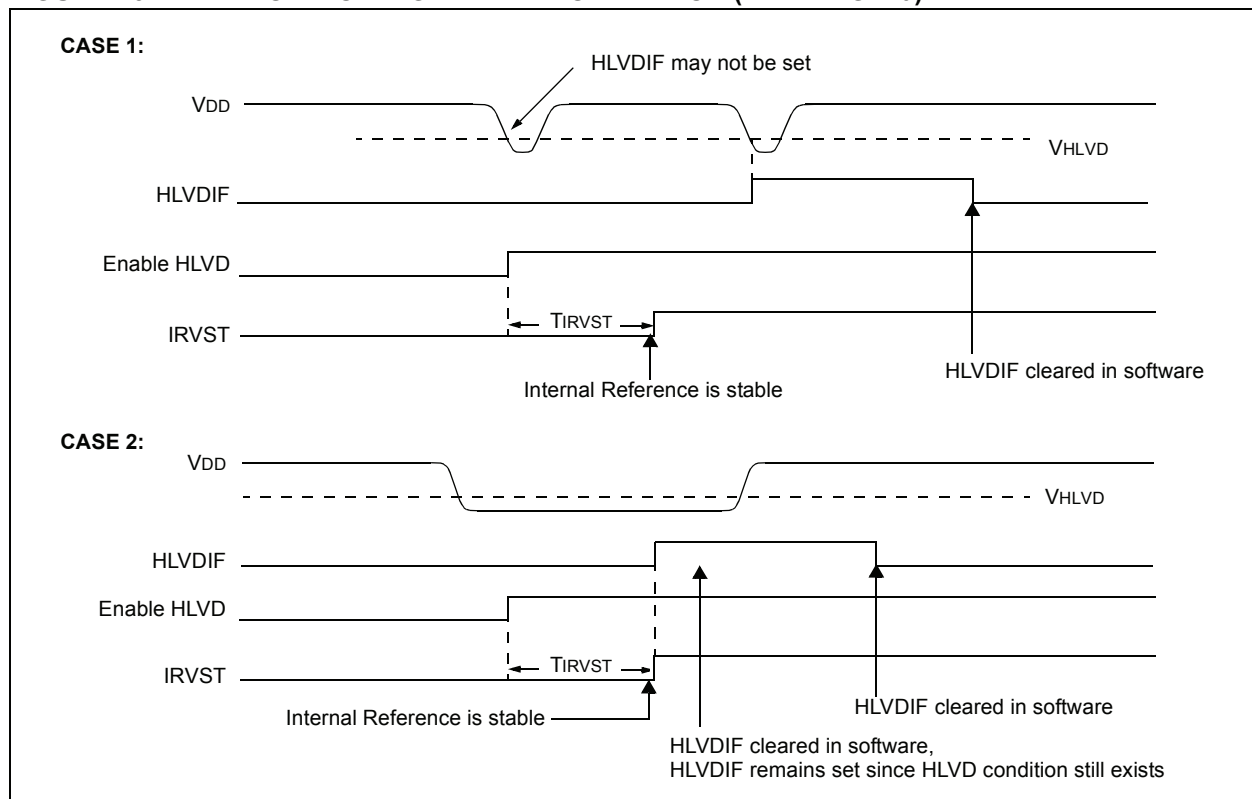 CASE 1:
HLVDIF may not be set
VDD
VHLVD
HLVDIF
Enable HLVD
TIRVST
IRVST
HLVDIF cleared in software
Internal Reference is stable
CASE 2:
VDD
VHLVD
HLVDIF
Enable HLVD
TIRVST
IRVST
HLVDIF cleared in software
Internal Reference is stable
HLVDIF cleared in software,
HLVDIF remains set since HLVD condition still exists